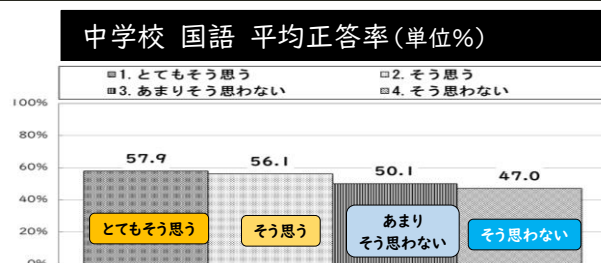 中学校 国語 平均正答率(単位%)
1. とてもそう思う 2. そう思う
3. あまりそう思わない 4. そう思わない
100%
80%
60%
40%
20%
0%
57.9 56.1 50.1 47.0
とてもそう思う そう思う あまり
そう思わない そう思わない